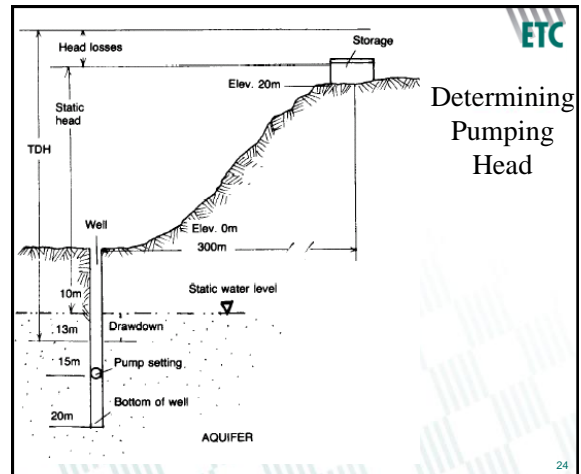 ETC
Determining
Pumping
Head
Head losses
Storage
Elev. 20m
Static
head
TDH
Well
Elev. 0m
300m
10m
Static water level
13m
Drawdown
15m
Pump setting
Bottom of well
20m
AQUIFER
24